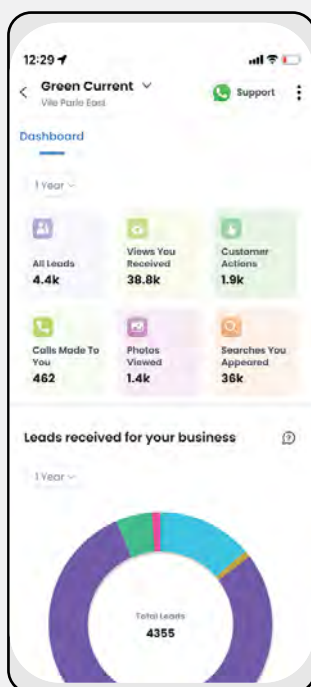 12:29
Green Current
Vile Parle East
Support
Dashboard
1 Year
All Leads
4.4k
Views You
Received
38.8k
Customer
Actions
1.9k
Calls Made To
You
462
Photos
Viewed
1.4k
Searches You
Appeared
36k
Leads received for your business
1 Year
Total Leads
4355